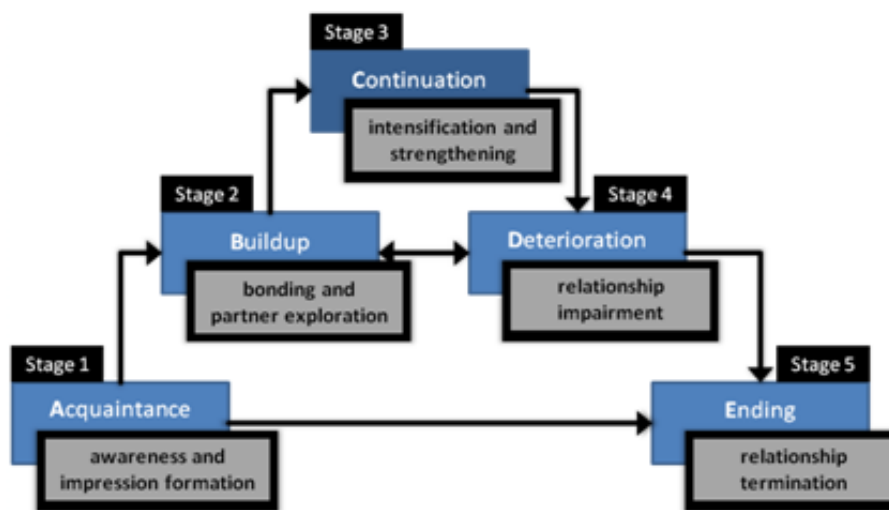 Stage 3
Continuation
intensification and
strengthening
Stage 2
Buildup
bonding and
partner exploration
Stage 4
Deterioration
relationship
impairment
Stage 1
Acquaintance
awareness and
impression formation
Stage 5
Ending
relationship
termination